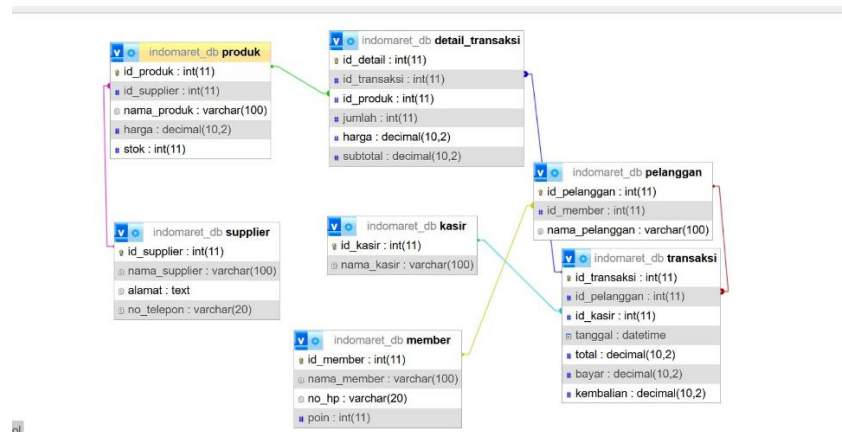 indomaret_db produk
id_produk : int(11)
id_supplier : int(11)
nama_produk : varchar(100)
harga : decimal(10,2)
stok : int(11)
indomaret_db detail_transaksi
id_detail : int(11)
id_transaksi : int(11)
id_produk : int(11)
jumlah : int(11)
harga : decimal(10,2)
subtotal : decimal(10,2)
indomaret_db pelanggan
id_pelanggan : int(11)
id_member : int(11)
nama_pelanggan : varchar(100)
indomaret_db supplier
id_supplier : int(11)
nama_supplier : varchar(100)
alamat : text
no_telepon : varchar(20)
indomaret_db kasir
id_kasir : int(11)
nama_kasir : varchar(100)
indomaret_db transaksi
id_transaksi : int(11)
id_pelanggan : int(11)
id_kasir : int(11)
tanggal : datetime
total : decimal(10,2)
bayar : decimal(10,2)
kembalian : decimal(10,2)
indomaret_db member
id_member : int(11)
nama_member : varchar(100)
no_hp : varchar(20)
poin : int(11)